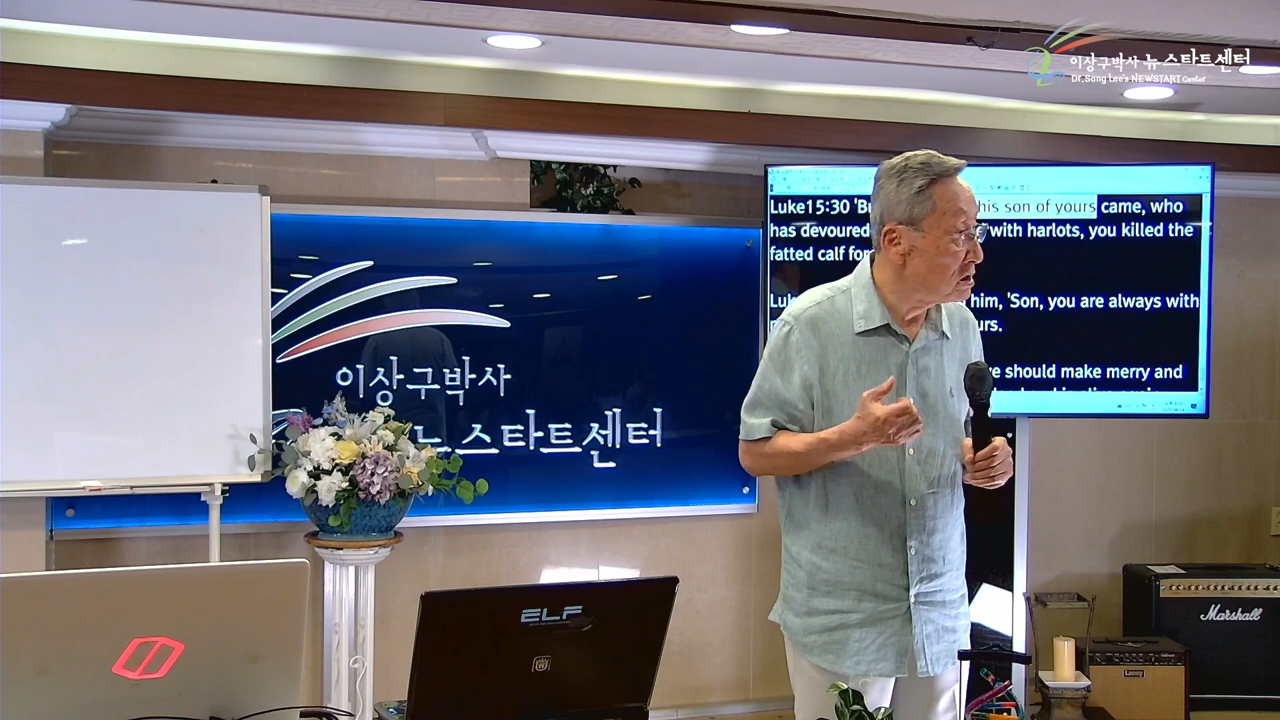 이상구박사 뉴스타트센터
Dr.Sang Lee's NEWSTART Center
Luke15:30 'Bu his son of yours came, who
has devoured with harlots, you killed the
fatted calf for
Luke him, 'Son, you are always with
urs.
we should make merry and
이상구박사
뉴스타트센터
ELF
Marshall
Laney